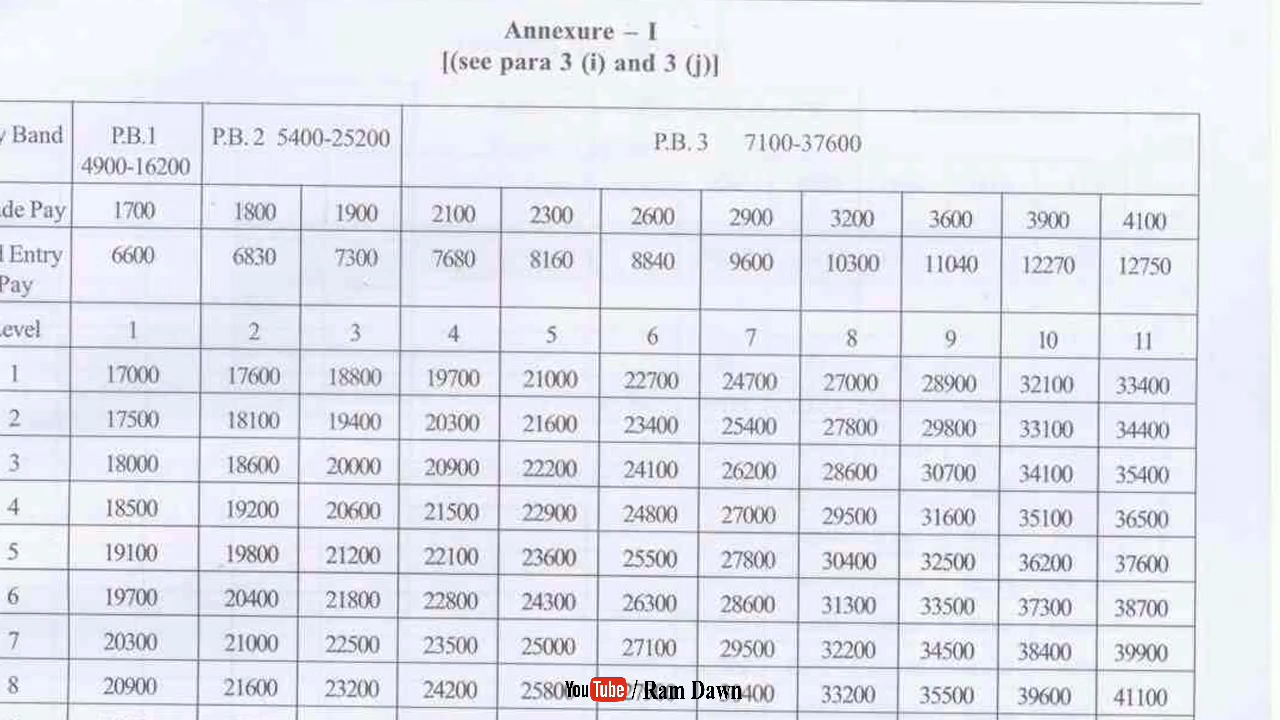 Annexure – I
[(see para 3 (i) and 3 (j)]
Band P.B.1 4900-16200 P.B. 2 5400-25200 P.B. 3 7100-37600
Pay 1700 1800 1900 2100 2300 2600 2900 3200 3600 3900 4100
Entry Pay 6600 6830 7300 7680 8160 8840 9600 10300 11040 12270 12750
evel 1 2 3 4 5 6 7 8 9 10 11
1 17000 17600 18800 19700 21000 22700 24700 27000 28900 32100 33400
2 17500 18100 19400 20300 21600 23400 25400 27800 29800 33100 34400
3 18000 18600 20000 20900 22200 24100 26200 28600 30700 34100 35400
4 18500 19200 20600 21500 22900 24800 27000 29500 31600 35100 36500
5 19100 19800 21200 22100 23600 25500 27800 30400 32500 36200 37600
6 19700 20400 21800 22800 24300 26300 28600 31300 33500 37300 38700
7 20300 21000 22500 23500 25000 27100 29500 32200 34500 38400 39900
8 20900 21600 23200 24200 33200 35500 39600 41100
YouTube / Ram Dawn